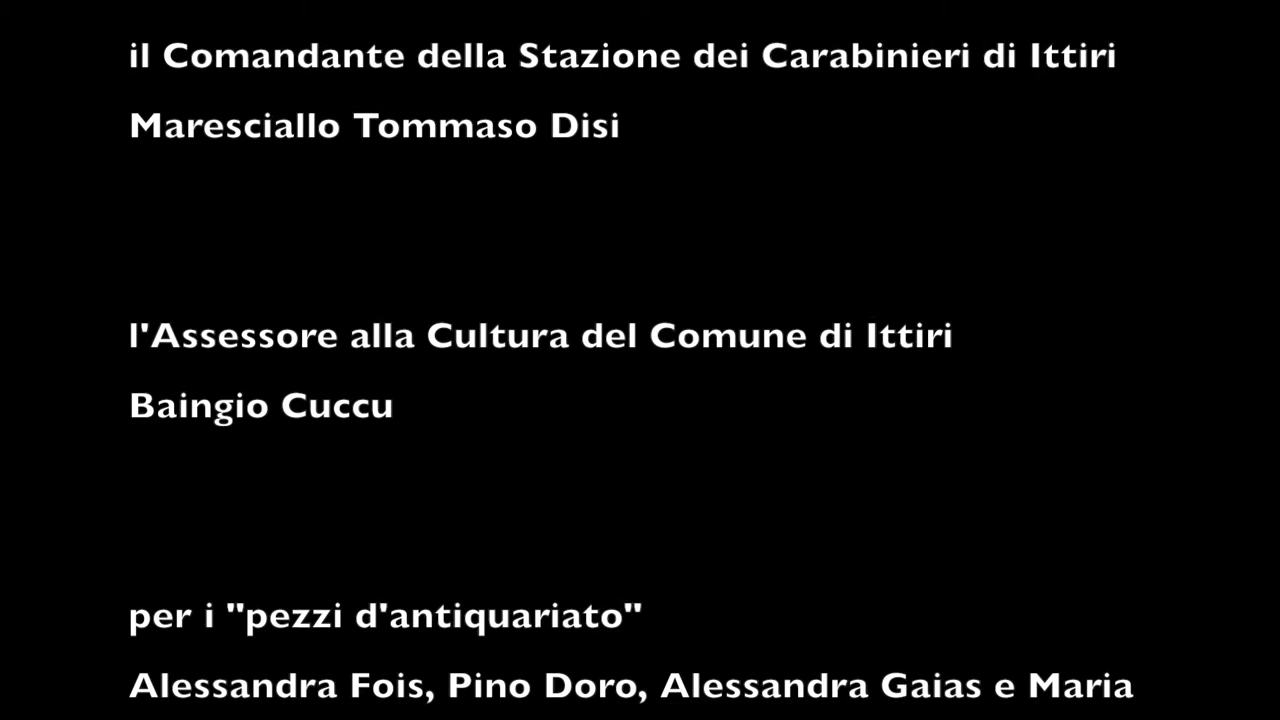 il Comandante della Stazione dei Carabinieri di Ittiri
Maresciallo Tommaso Disi
l'Assessore alla Cultura del Comune di Ittiri
Baingio Cuccu
per i "pezzi d'antiquariato"
Alessandra Fois, Pino Doro, Alessandra Gaias e Maria